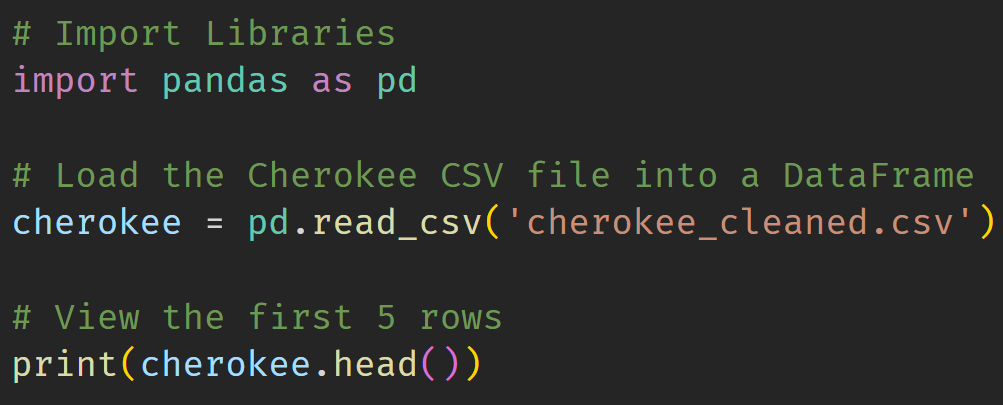 # Import Libraries
import pandas as pd
# Load the Cherokee CSV file into a DataFrame
cherokee = pd.read_csv('cherokee_cleaned.csv')
# View the first 5 rows
print(cherokee.head())